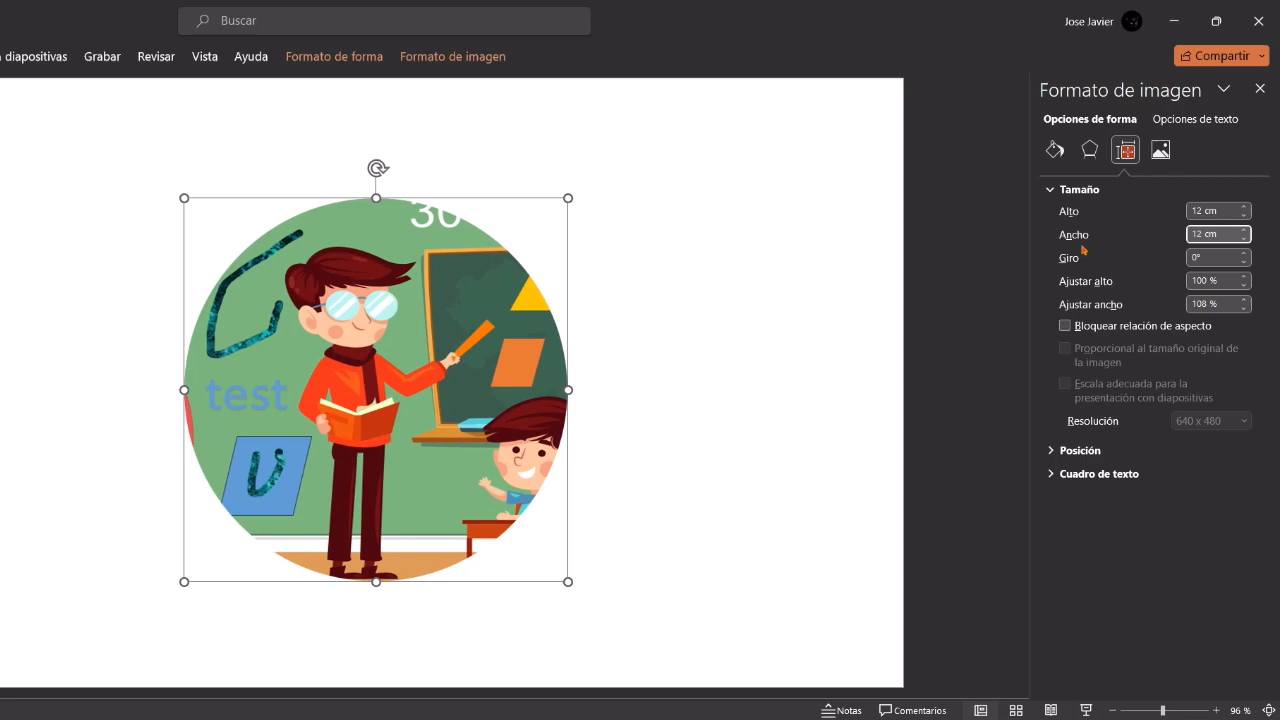 Buscar
Jose Javier
diapositivas Grabar Revisar Vista Ayuda Formato de forma Formato de imagen
Compartir
Formato de imagen
Opciones de forma Opciones de texto
Tamaño
Alto 12 cm
Ancho 12 cm
Giro 0°
Ajustar alto 100 %
Ajustar ancho 108 %
Bloquear relación de aspecto
Proporcional al tamaño original de
la imagen
Escala adecuada para la
presentación con diapositivas
Resolución 640 x 480
Posición
Cuadro de texto
30
test
Notas Comentarios 96 %